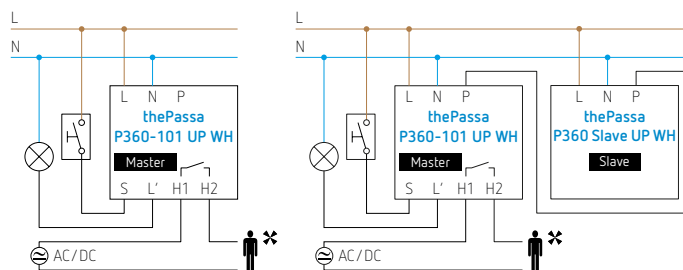 L
N
L N P
thePassa
P360-101 UP WH
Master
S L' H1 H2
AC/DC
L
N
L N P
thePassa
P360-101 UP WH
Master
S L' H1 H2
AC/DC
L N P
thePassa
P360 Slave UP WH
Slave